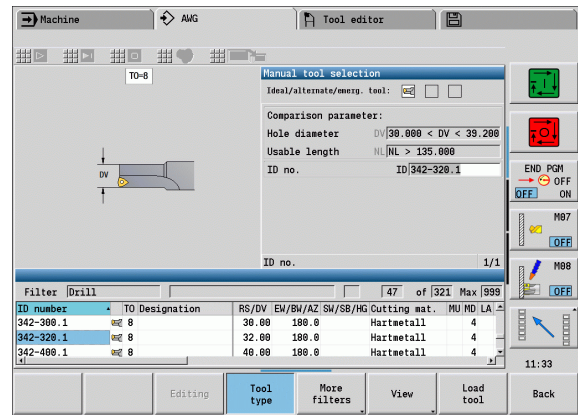 Machine
AWG
Tool editor
TO=8
DV
Manual tool selection
Ideal/alternate/emerg. tool:
Comparison parameter:
Hole diameter DV 30.000 < DV < 39.200
Usable length NL NL > 135.000
ID no. ID 342-320.1
ID no. 1/1
Filter Drill 47 of 321 Max 999
ID number TO Designation RS/DV EW/BW/AZ SW/SB/HG Cutting mat. MU MD LA
342-300.1 8 30.00 180.0 Hartmetall 4
342-320.1 8 32.00 180.0 Hartmetall 4
342-400.1 8 40.00 180.0 Hartmetall 4
END PGM
OFF
OFF ON
M07
OFF
M08
OFF
11:33
Editing
Tool type
More filters
View
Load tool
Back